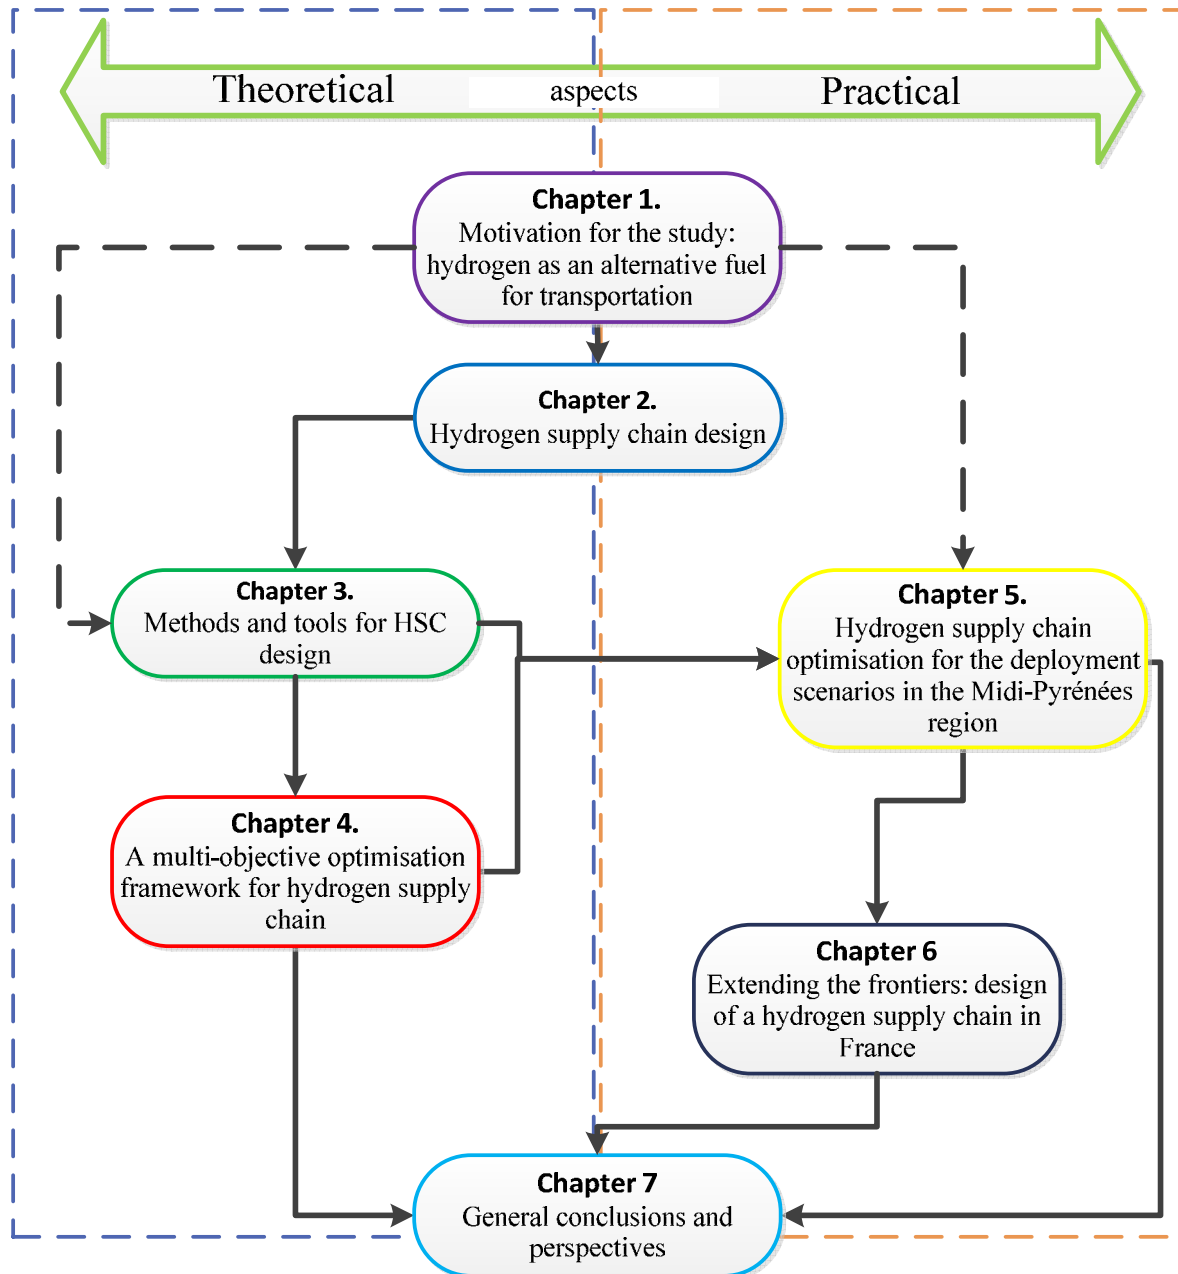 Theoretical aspects Practical
Chapter 1.
Motivation for the study:
hydrogen as an alternative fuel
for transportation
Chapter 2.
Hydrogen supply chain design
Chapter 3.
Methods and tools for HSC
design
Chapter 5.
Hydrogen supply chain
optimisation for the deployment
scenarios in the Midi-Pyrénées
region
Chapter 4.
A multi-objective optimisation
framework for hydrogen supply
chain
Chapter 6
Extending the frontiers: design
of a hydrogen supply chain in
France
Chapter 7
General conclusions and
perspectives